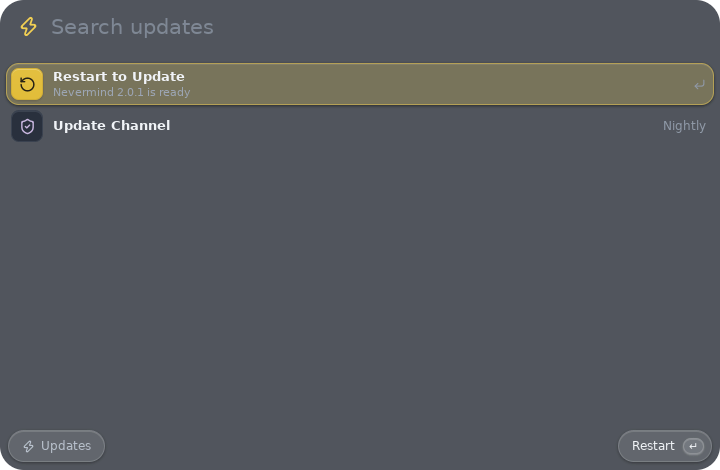 Search updates
Restart to Update
Nevermind 2.0.1 is ready
Update Channel
Nightly
Updates
Restart